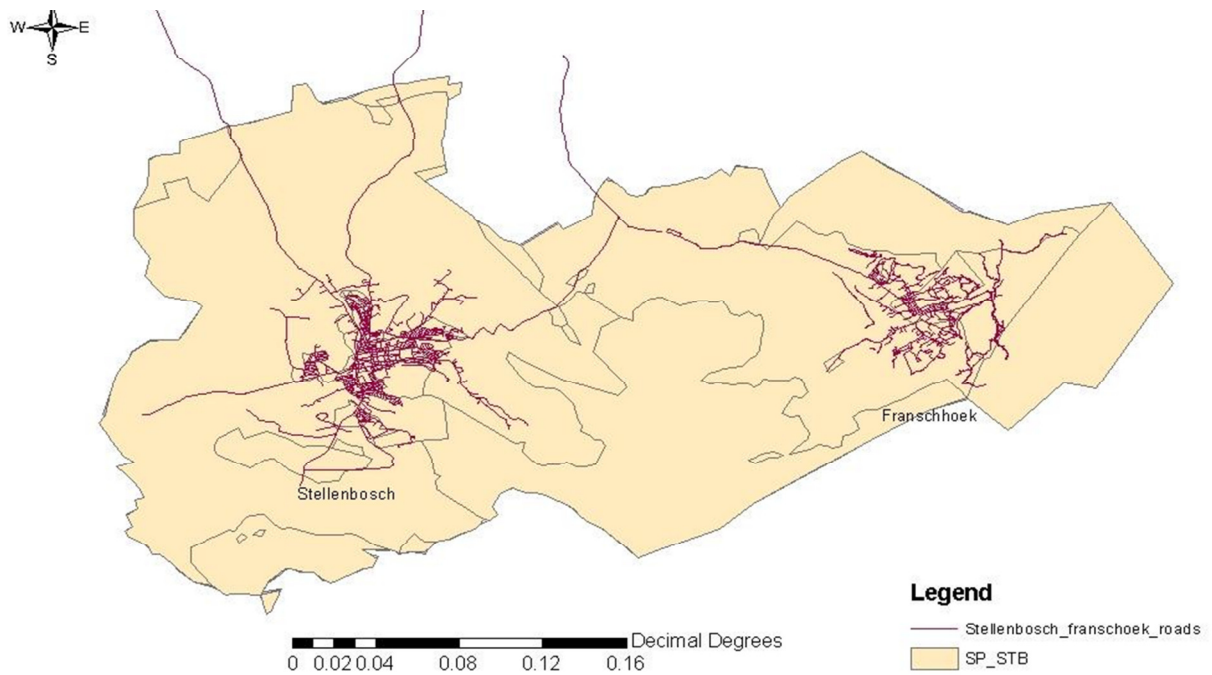 W E
S
Franschhoek
Stellenbosch
Legend
Stellenbosch_franschoek_roads
SP_STB
Decimal Degrees
0 0.02 0.04 0.08 0.12 0.16